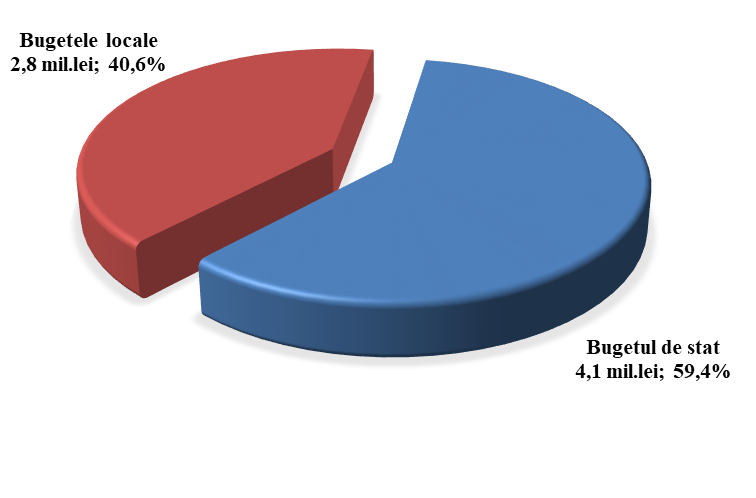 Bugetele locale
2,8 mil.lei; 40,6%
Bugetul de stat
4,1 mil.lei; 59,4%